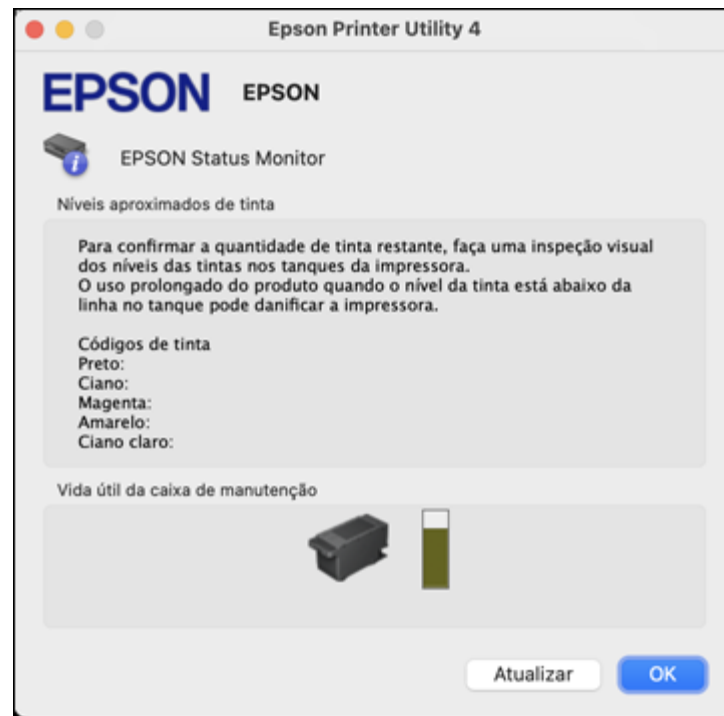 Epson Printer Utility 4
EPSON EPSON
EPSON Status Monitor
Níveis aproximados de tinta
Para confirmar a quantidade de tinta restante, faça uma inspeção visual
dos níveis das tintas nos tanques da impressora.
O uso prolongado do produto quando o nível da tinta está abaixo da
linha no tanque pode danificar a impressora.
Códigos de tinta
Preto:
Ciano:
Magenta:
Amarelo:
Ciano claro:
Vida útil da caixa de manutenção
Atualizar OK